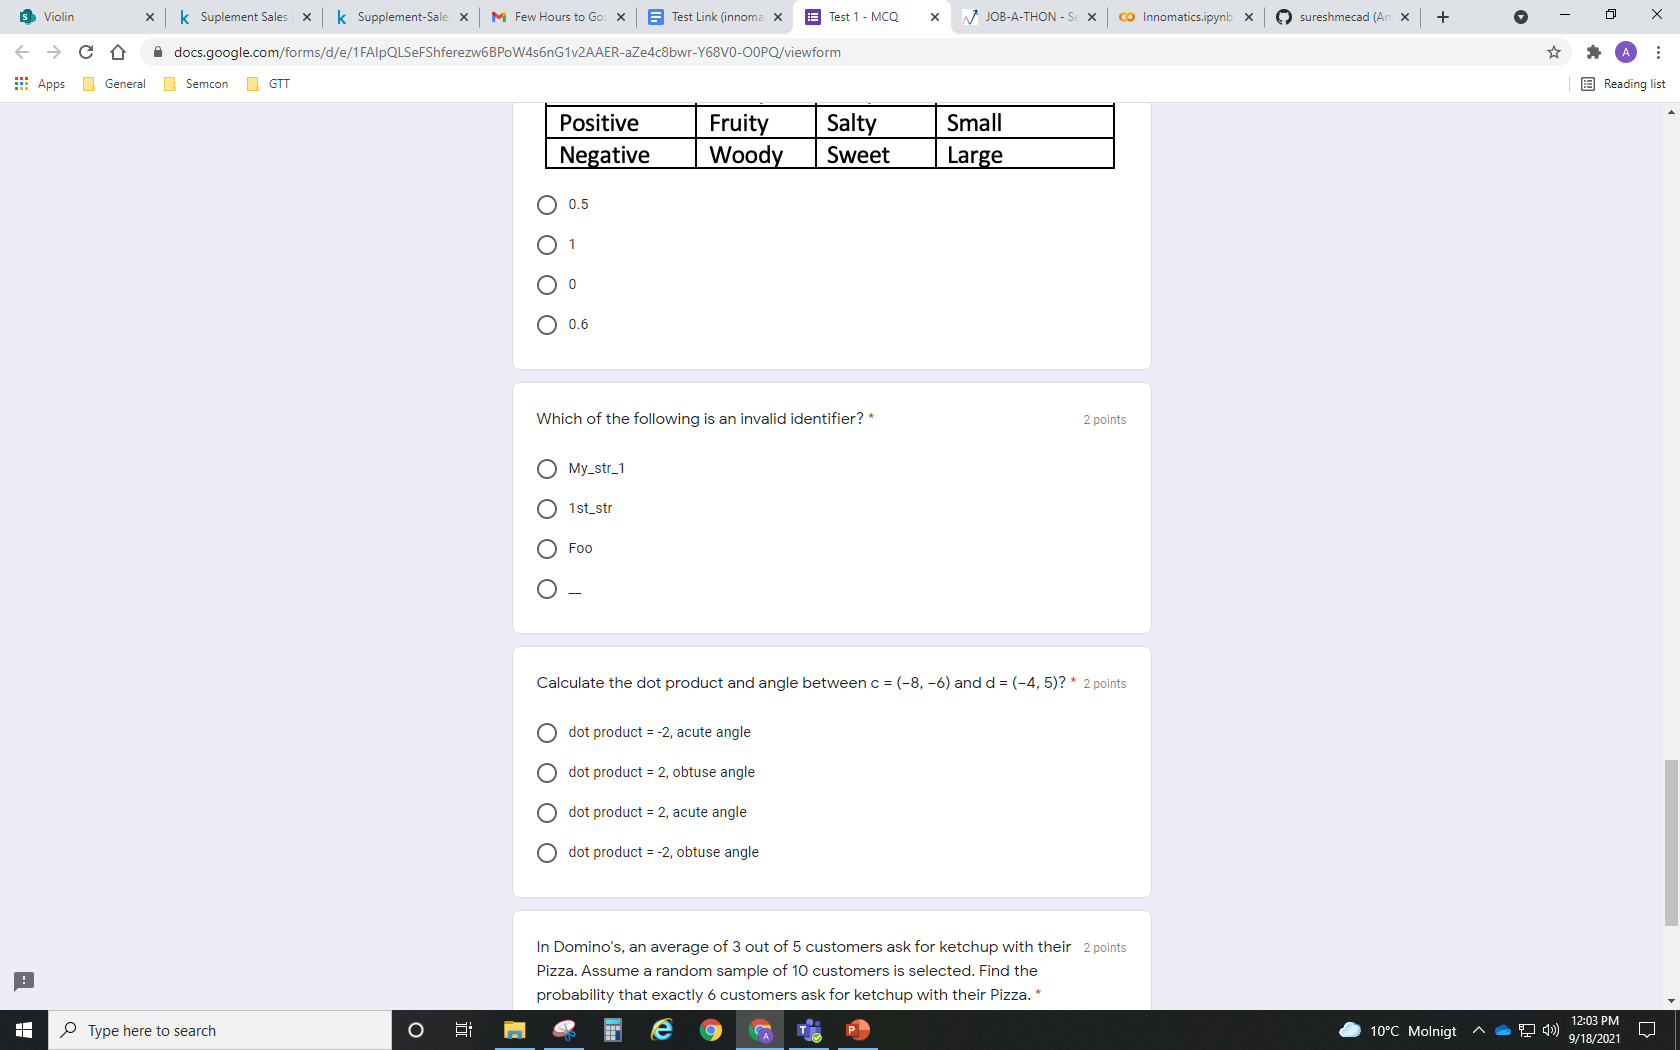 Violin
Suplement Sales
Supplement-Sale
Few Hours to Go
Test Link (innoma
Test 1 - MCQ
JOB-A-THON - Se
Innomatics.ipynb
sureshmecad (An
docs.google.com/forms/d/e/1FAIpQLSeFShferezw6BPoW4s6nG1v2AAER-aZe4c8bwr-Y68V0-O0PQ/viewform
A
Apps
General
Semcon
GTT
Reading list
Positive Fruity Salty Small
Negative Woody Sweet Large
0.5
1
0
0.6
Which of the following is an invalid identifier? *
2 points
My_str_1
1st_str
Foo
__
Calculate the dot product and angle between c = (−8, −6) and d = (−4, 5)? *
2 points
dot product = -2, acute angle
dot product = 2, obtuse angle
dot product = 2, acute angle
dot product = -2, obtuse angle
In Domino's, an average of 3 out of 5 customers ask for ketchup with their
2 points
Pizza. Assume a random sample of 10 customers is selected. Find the
probability that exactly 6 customers ask for ketchup with their Pizza. *
Type here to search
10°C Molnigt
12:03 PM
9/18/2021